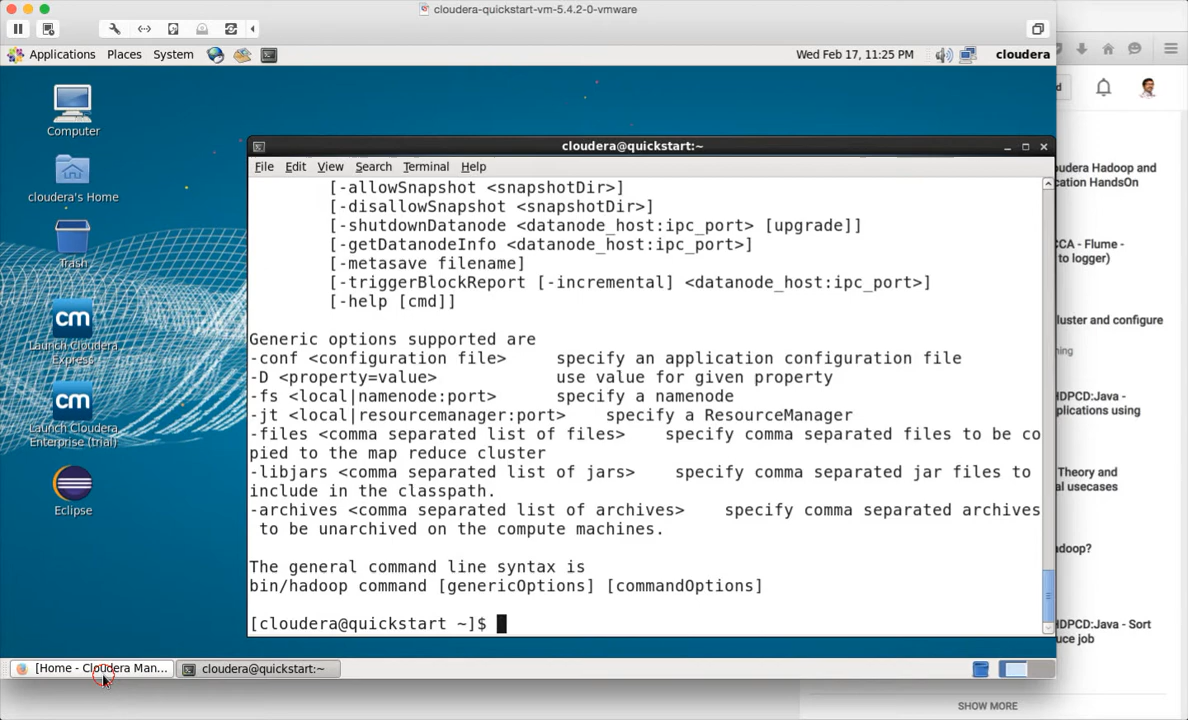 cloudera-quickstart-vm-5.4.2-0-vmware
Applications Places System
Wed Feb 17, 11:25 PM
cloudera
Computer
cloudera's Home
Trash
cm
Launch Cloudera
Express
cm
Launch Cloudera
Enterprise (trial)
Eclipse
cloudera@quickstart:~
File Edit View Search Terminal Help
[-allowSnapshot <snapshotDir>]
[-disallowSnapshot <snapshotDir>]
[-shutdownDatanode <datanode_host:ipc_port> [upgrade]]
[-getDatanodeInfo <datanode_host:ipc_port>]
[-metasave filename]
[-triggerBlockReport [-incremental] <datanode_host:ipc_port>]
[-help [cmd]]
Generic options supported are
-conf <configuration file>     specify an application configuration file
-D <property=value>            use value for given property
-fs <local|namenode:port>      specify a namenode
-jt <local|resourcemanager:port>    specify a ResourceManager
-files <comma separated list of files>    specify comma separated files to be co
pied to the map reduce cluster
-libjars <comma separated list of jars>    specify comma separated jar files to
include in the classpath.
-archives <comma separated list of archives>    specify comma separated archives
to be unarchived on the compute machines.
The general command line syntax is
bin/hadoop command [genericOptions] [commandOptions]
[cloudera@quickstart ~]$
[Home - Cloudera Man...
cloudera@quickstart:~
d
udera Hadoop and
cation HandsOn
CCA - Flume -
to logger)
luster and configure
hing
HDPCD:Java -
plications using
Theory and
al usecases
adoop?
HDPCD:Java - Sort
uce job
SHOW MORE